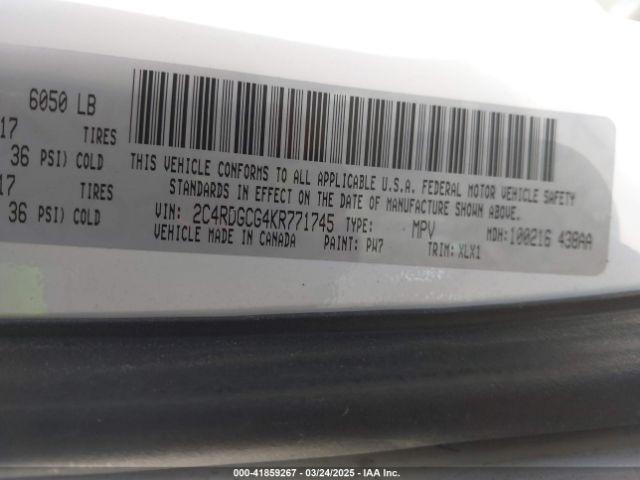 6050 LB
17 TIRES
36 PSI) COLD
17 TIRES
36 PSI) COLD
THIS VEHICLE CONFORMS TO ALL APPLICABLE U.S.A. FEDERAL MOTOR VEHICLE SAFETY
STANDARDS IN EFFECT ON THE DATE OF MANUFACTURE SHOWN ABOVE.
VIN: 2C4RDGCG4KR771745 TYPE: MPV MDH:100216 438AA
VEHICLE MADE IN CANADA PAINT: PW7 TRIM: XLX1
00-41859267 / 03/24/2025 / IAA Inc.